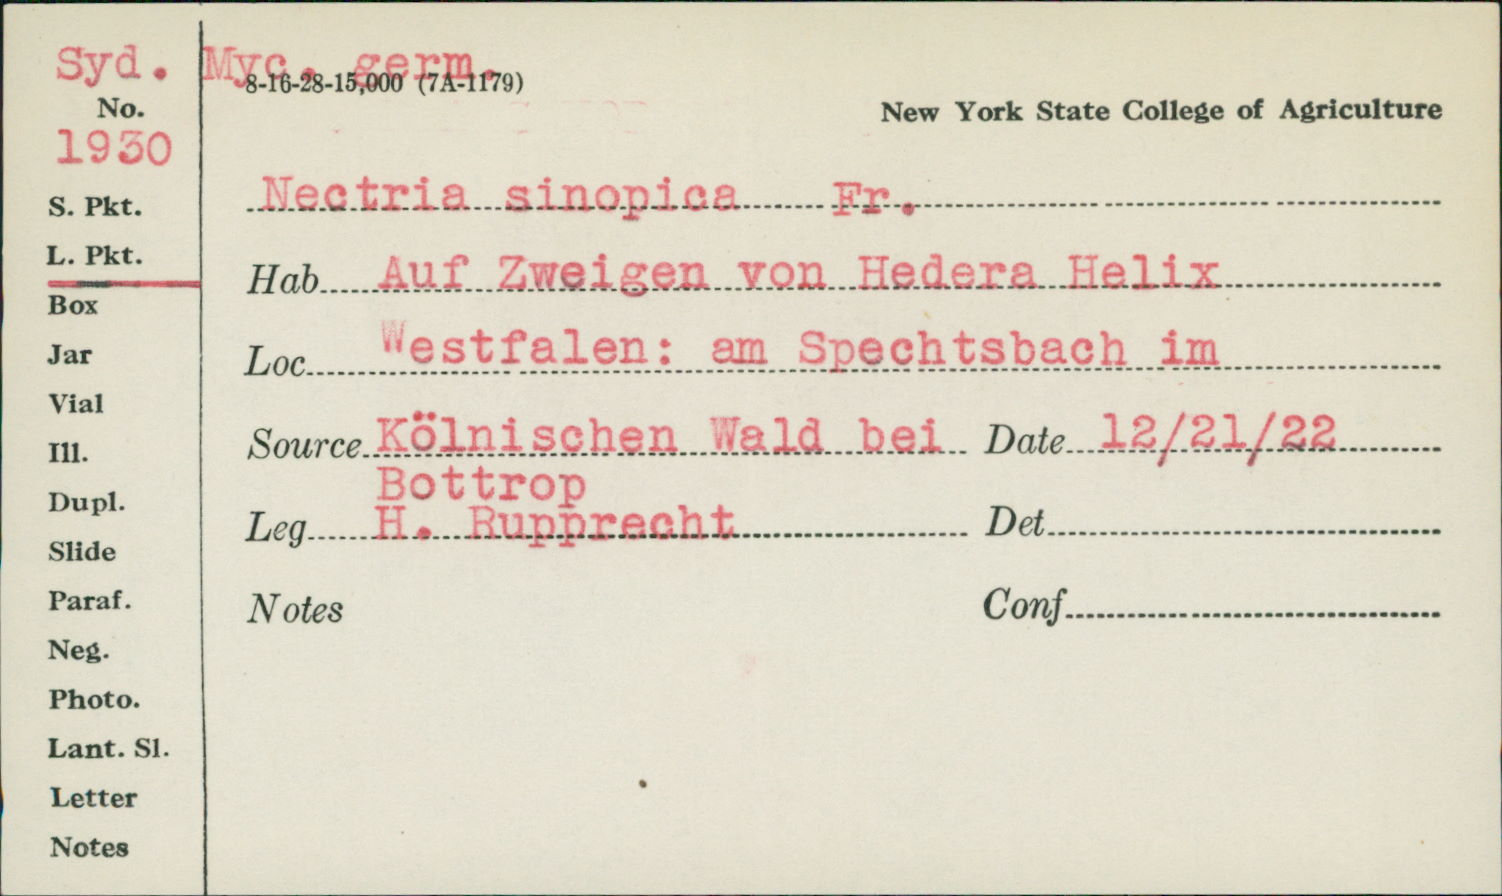 Syd. Myc. germ.
8-16-28-15,000 (7A-1179)
No.
New York State College of Agriculture
1930
Nectria sinopica Fr.
S. Pkt.
L. Pkt.
Hab Auf Zweigen von Hedera Helix
Box
Jar
Loc Westfalen: am Spechtsbach im
Vial
Source Kölnischen Wald bei Date 12/21/22
Ill.
Bottrop
Dupl.
Leg H. Rupprecht Det
Slide
Paraf.
Notes Conf
Neg.
Photo.
Lant. Sl.
Letter
Notes